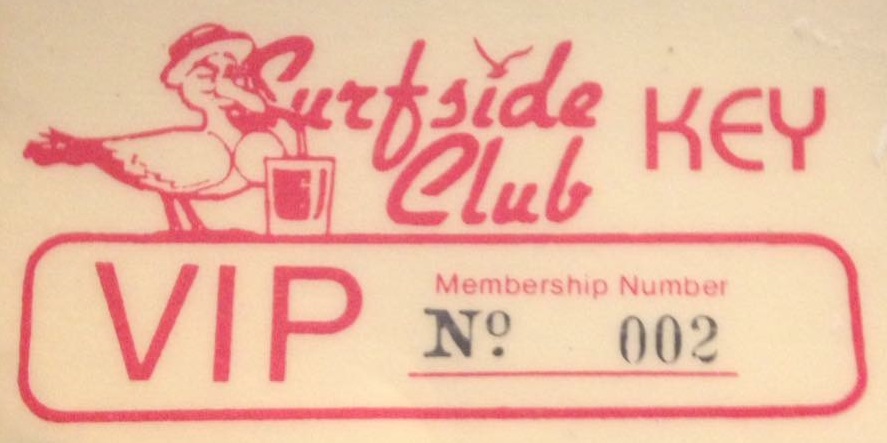 Surfside
Club KEY
VIP
Membership Number
Nº. 002